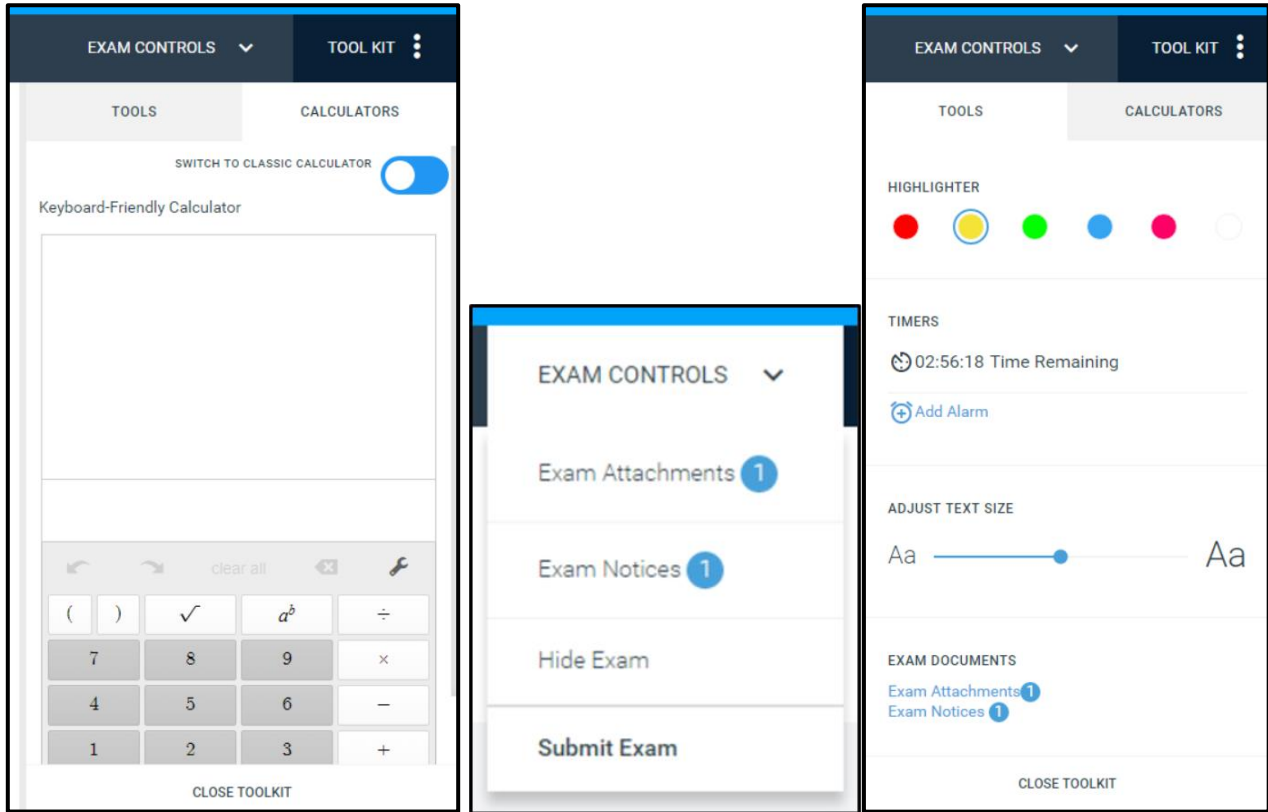 EXAM CONTROLS TOOL KIT
TOOLS CALCULATORS
SWITCH TO CLASSIC CALCULATOR
Keyboard-Friendly Calculator
clear all
( ) √ a^b ÷
7 8 9 ×
4 5 6 −
1 2 3 +
CLOSE TOOLKIT
EXAM CONTROLS
Exam Attachments 1
Exam Notices 1
Hide Exam
Submit Exam
EXAM CONTROLS TOOL KIT
TOOLS CALCULATORS
HIGHLIGHTER
TIMERS
02:56:18 Time Remaining
Add Alarm
ADJUST TEXT SIZE
Aa Aa
EXAM DOCUMENTS
Exam Attachments 1
Exam Notices 1
CLOSE TOOLKIT